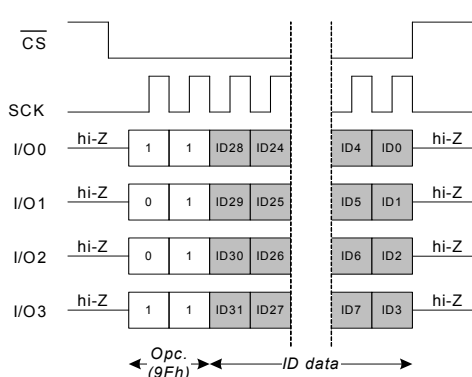 CS
SCK
I/O0 hi-Z 1 1 ID28 ID24 ID4 ID0 hi-Z
I/O1 hi-Z 0 1 ID29 ID25 ID5 ID1 hi-Z
I/O2 hi-Z 0 1 ID30 ID26 ID6 ID2 hi-Z
I/O3 hi-Z 1 1 ID31 ID27 ID7 ID3 hi-Z
Opc. ID data
(9Fh)